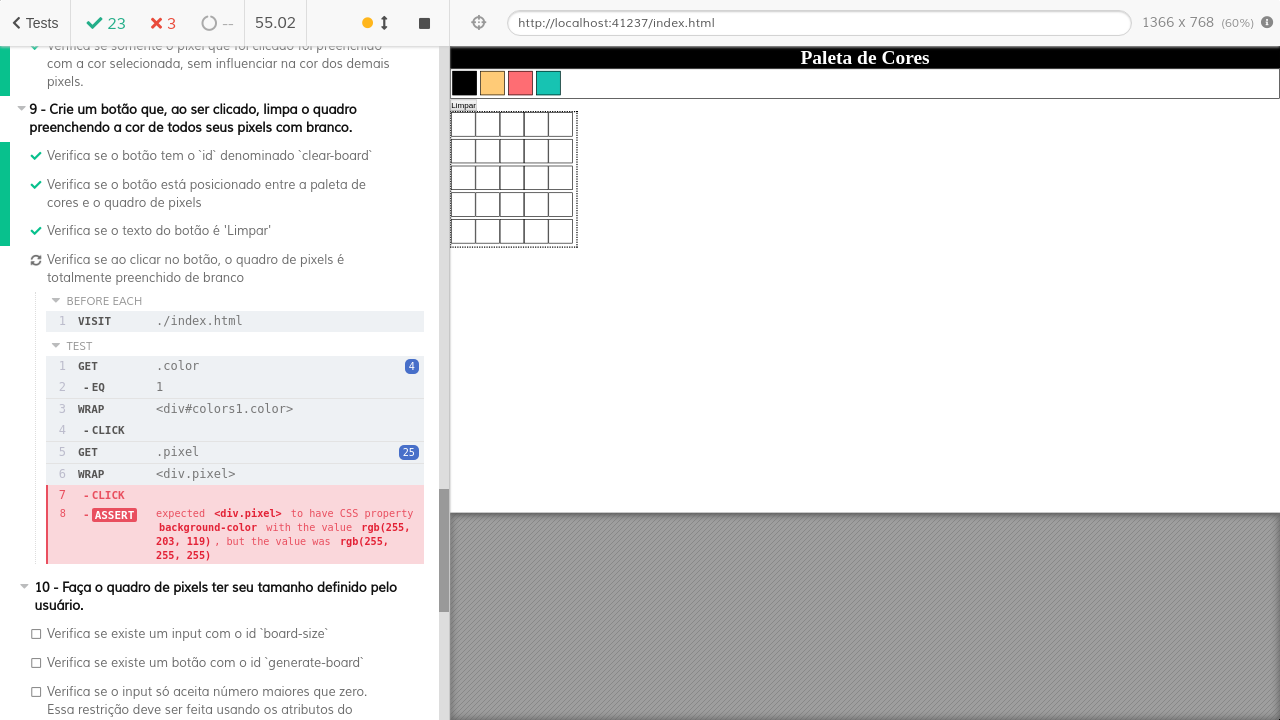 Tests 23 3 -- 55.02 http://localhost:41237/index.html 1366 x 768 (60%)
Verifica se somente o pixel que foi clicado foi preenchido
com a cor selecionada, sem influenciar na cor dos demais
pixels.
9 - Crie um botão que, ao ser clicado, limpa o quadro
preenchendo a cor de todos seus pixels com branco.
Verifica se o botão tem o `id` denominado `clear-board`
Verifica se o botão está posicionado entre a paleta de
cores e o quadro de pixels
Verifica se o texto do botão é 'Limpar'
Verifica se ao clicar no botão, o quadro de pixels é
totalmente preenchido de branco
BEFORE EACH
1 VISIT ./index.html
TEST
1 GET .color 4
2 - EQ 1
3 WRAP <div#colors1.color>
4 - CLICK
5 GET .pixel 25
6 WRAP <div.pixel>
7 - CLICK
8 - ASSERT expected <div.pixel> to have CSS property
background-color with the value rgb(255,
203, 119) , but the value was rgb(255,
255, 255)
10 - Faça o quadro de pixels ter seu tamanho definido pelo
usuário.
Verifica se existe um input com o id `board-size`
Verifica se existe um botão com o id `generate-board`
Verifica se o input só aceita número maiores que zero.
Essa restrição deve ser feita usando os atributos do
Paleta de Cores
Limpar